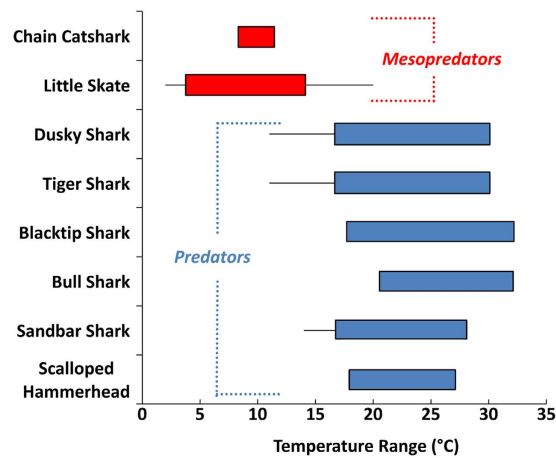 Chain Catshark
Mesopredators
Little Skate
Dusky Shark
Tiger Shark
Blacktip Shark
Predators
Bull Shark
Sandbar Shark
Scalloped
Hammerhead
0 5 10 15 20 25 30 35
Temperature Range (°C)